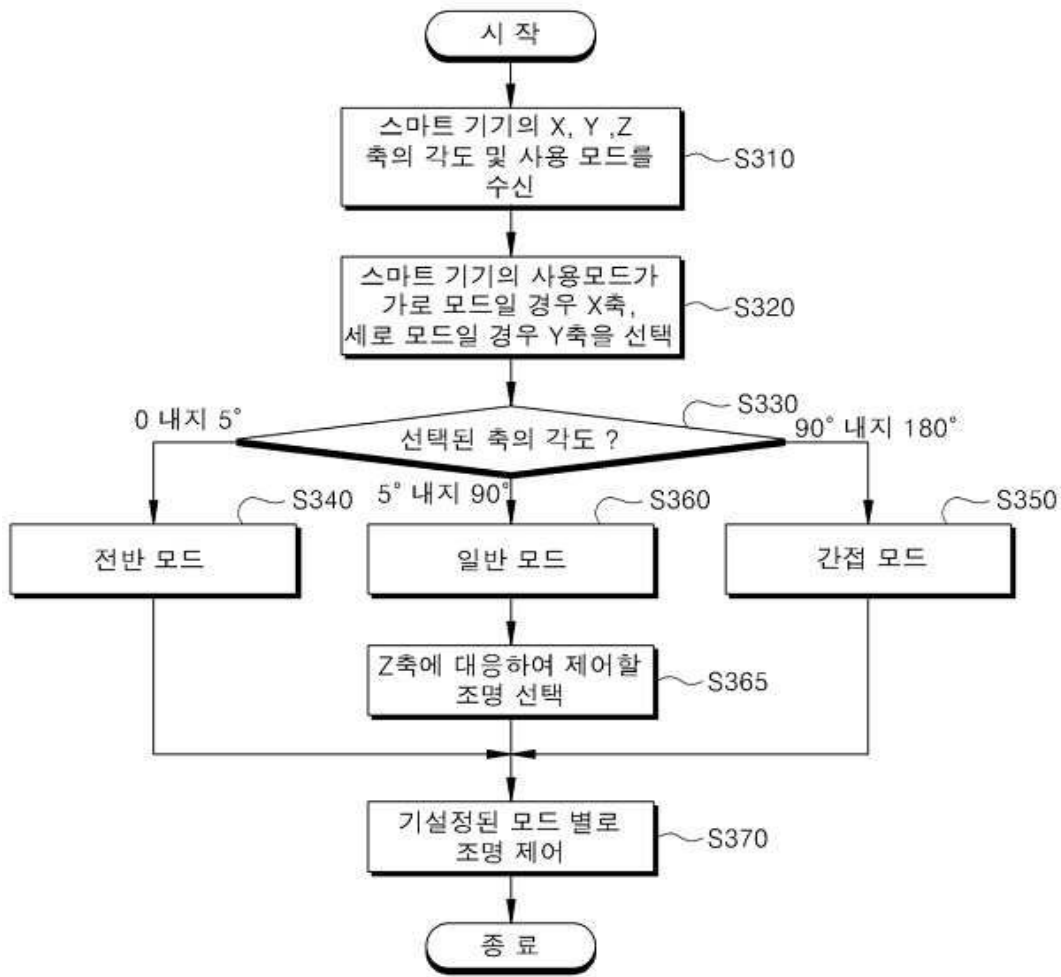 시 작
스마트 기기의 X, Y ,Z
축의 각도 및 사용 모드를
수신
S310
스마트 기기의 사용모드가
가로 모드일 경우 X축,
세로 모드일 경우 Y축을 선택
S320
선택된 축의 각도 ?
S330
0 내지 5°
5° 내지 90°
90° 내지 180°
전반 모드
S340
일반 모드
S360
간접 모드
S350
Z축에 대응하여 제어할
조명 선택
S365
기설정된 모드 별로
조명 제어
S370
종 료